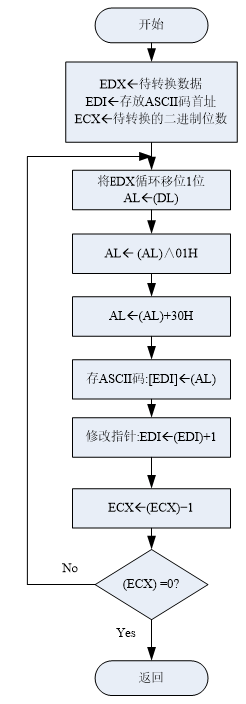 开始
EDX←待转换数据
EDI←存放ASCII码首址
ECX←待转换的二进制位数
将EDX循环移位1位
AL←(DL)
AL← (AL)∧01H
AL←(AL)+30H
存ASCII码:[EDI]←(AL)
修改指针:EDI←(EDI)+1
ECX←(ECX)−1
No
(ECX) =0?
Yes
返回